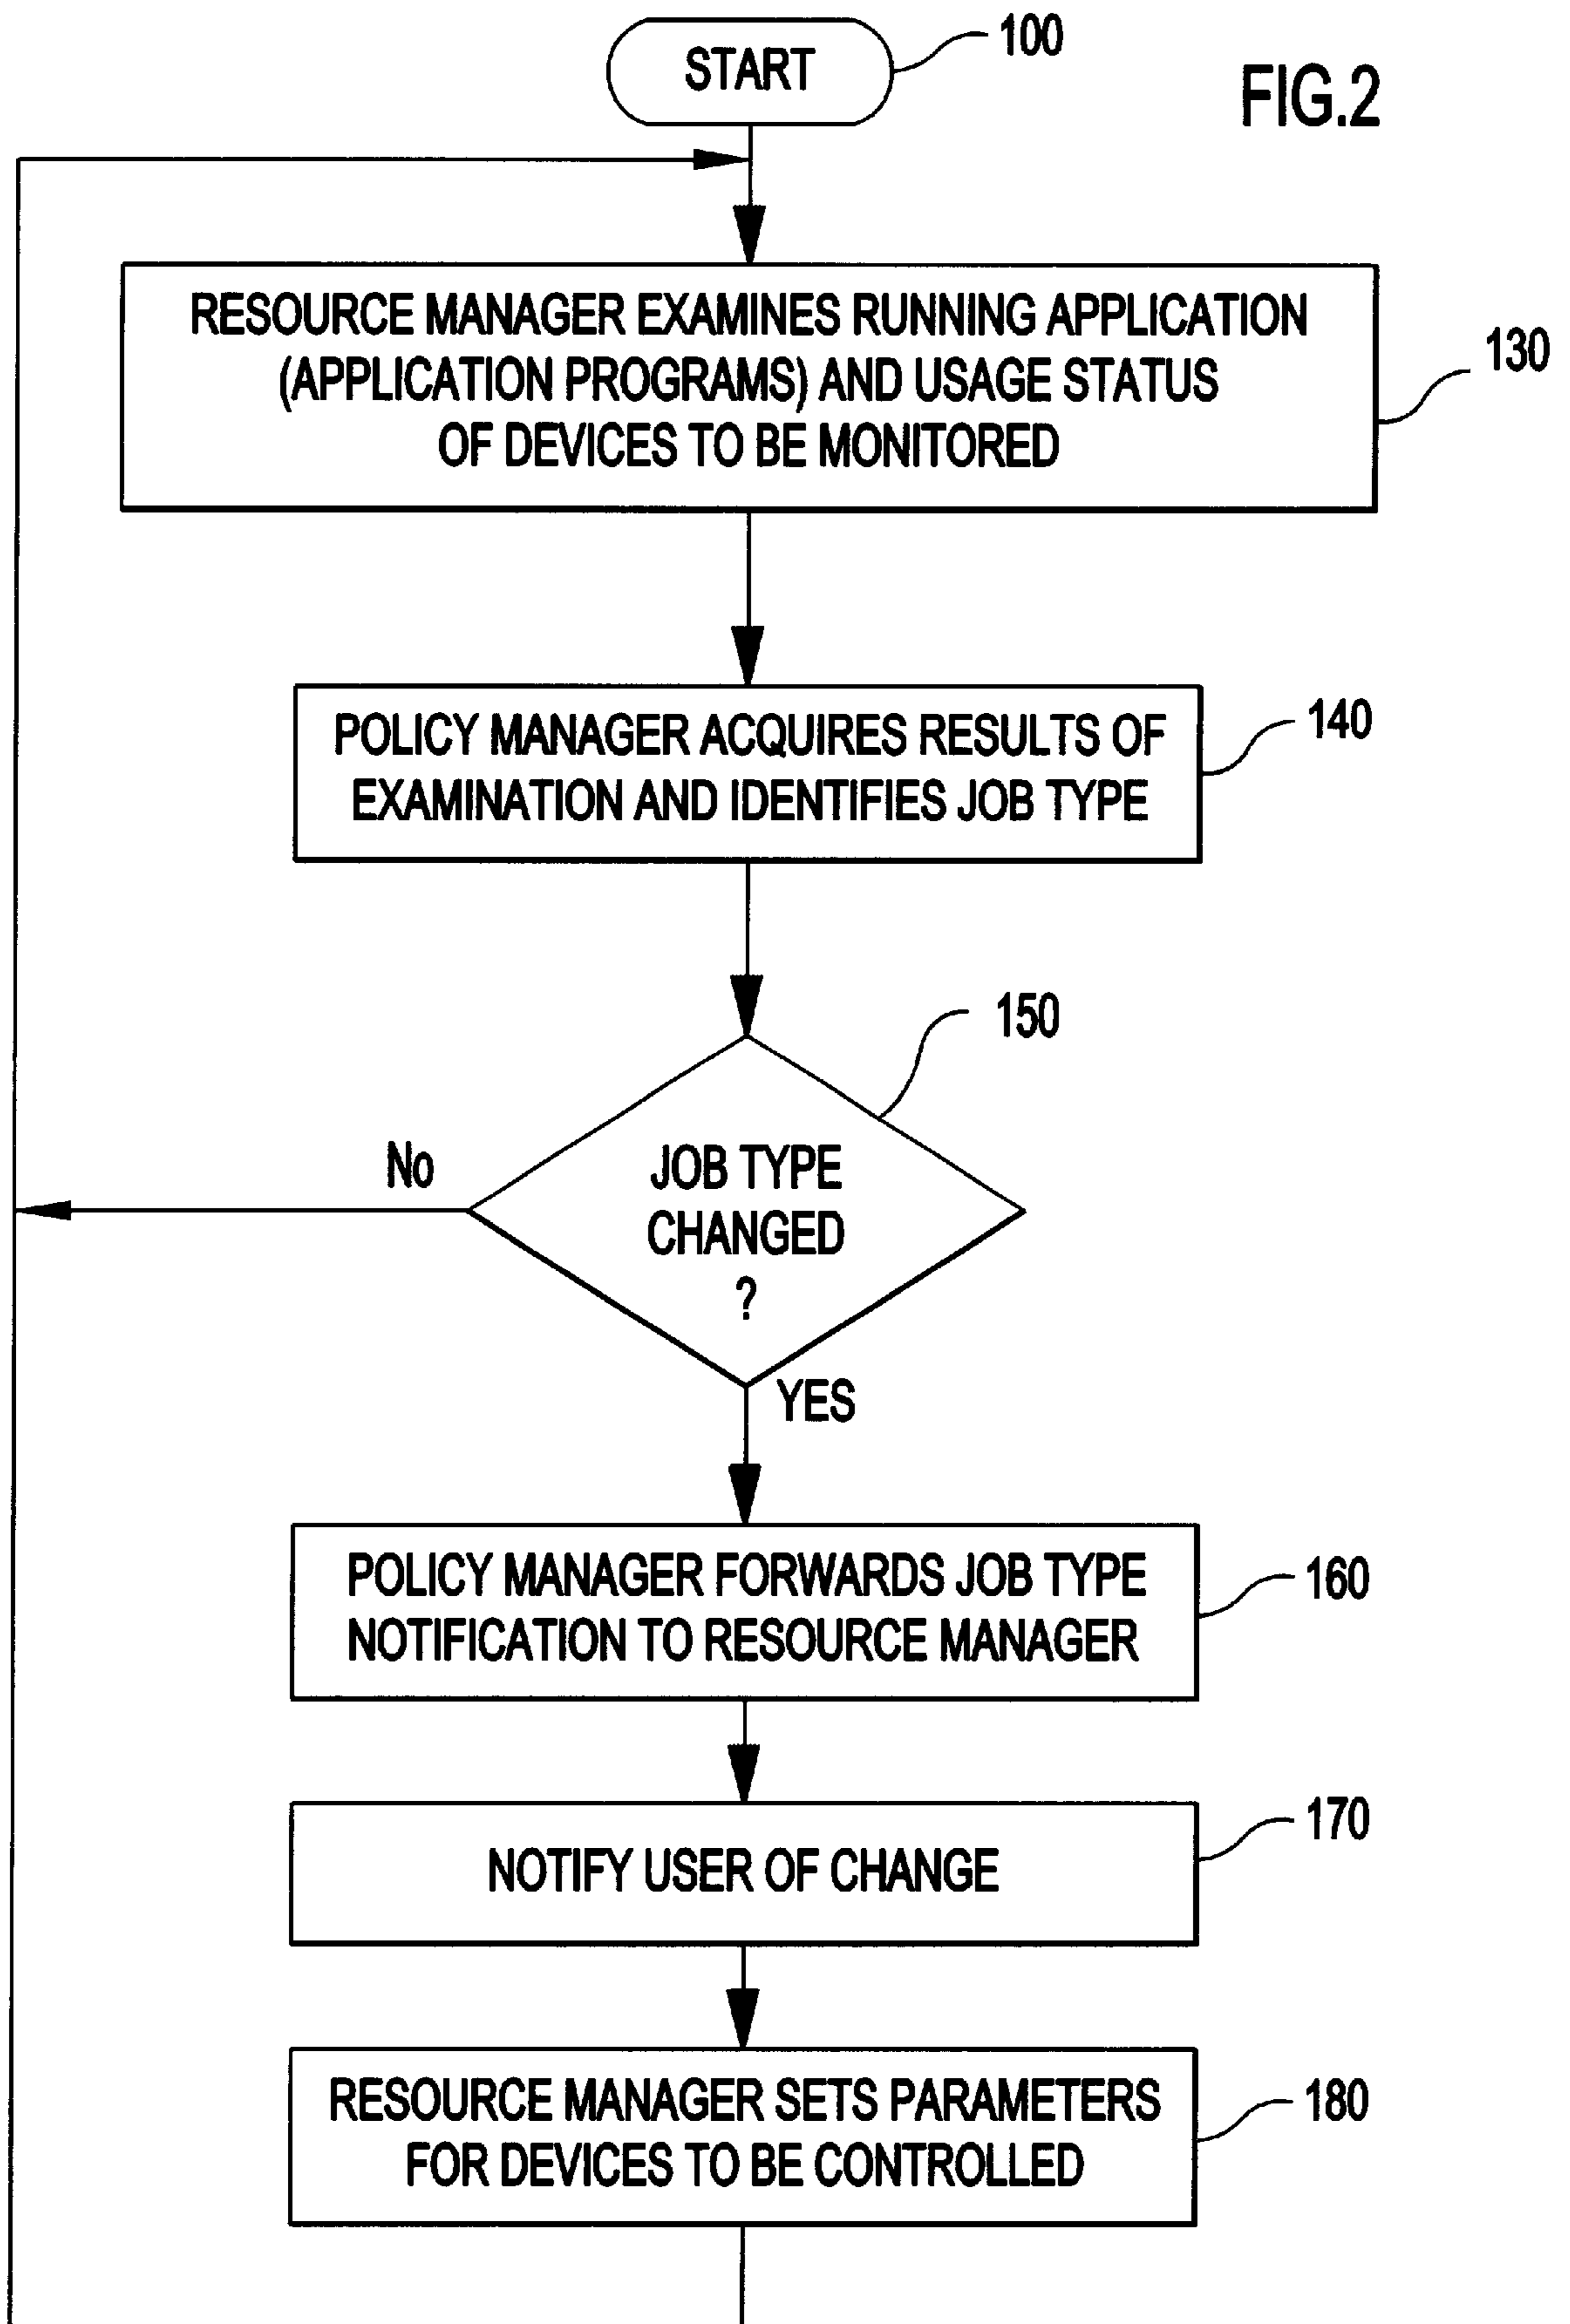 START
100
FIG.2
RESOURCE MANAGER EXAMINES RUNNING APPLICATION
(APPLICATION PROGRAMS) AND USAGE STATUS
OF DEVICES TO BE MONITORED
130
POLICY MANAGER ACQUIRES RESULTS OF
EXAMINATION AND IDENTIFIES JOB TYPE
140
150
JOB TYPE
CHANGED
?
No
YES
POLICY MANAGER FORWARDS JOB TYPE
NOTIFICATION TO RESOURCE MANAGER
160
NOTIFY USER OF CHANGE
170
RESOURCE MANAGER SETS PARAMETERS
FOR DEVICES TO BE CONTROLLED
180